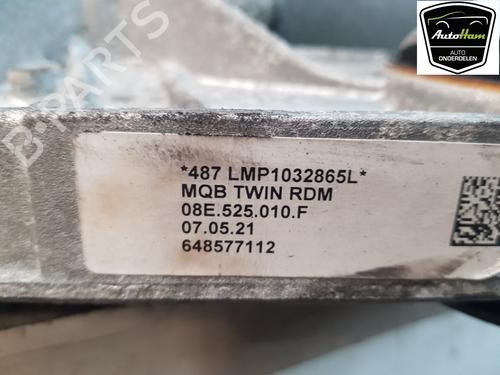 AutoHam
AUTO
ONDERDELEN
B-PARTS
*487 LMP1032865L*
MQB TWIN RDM
08E.525.010.F
07.05.21
648577112